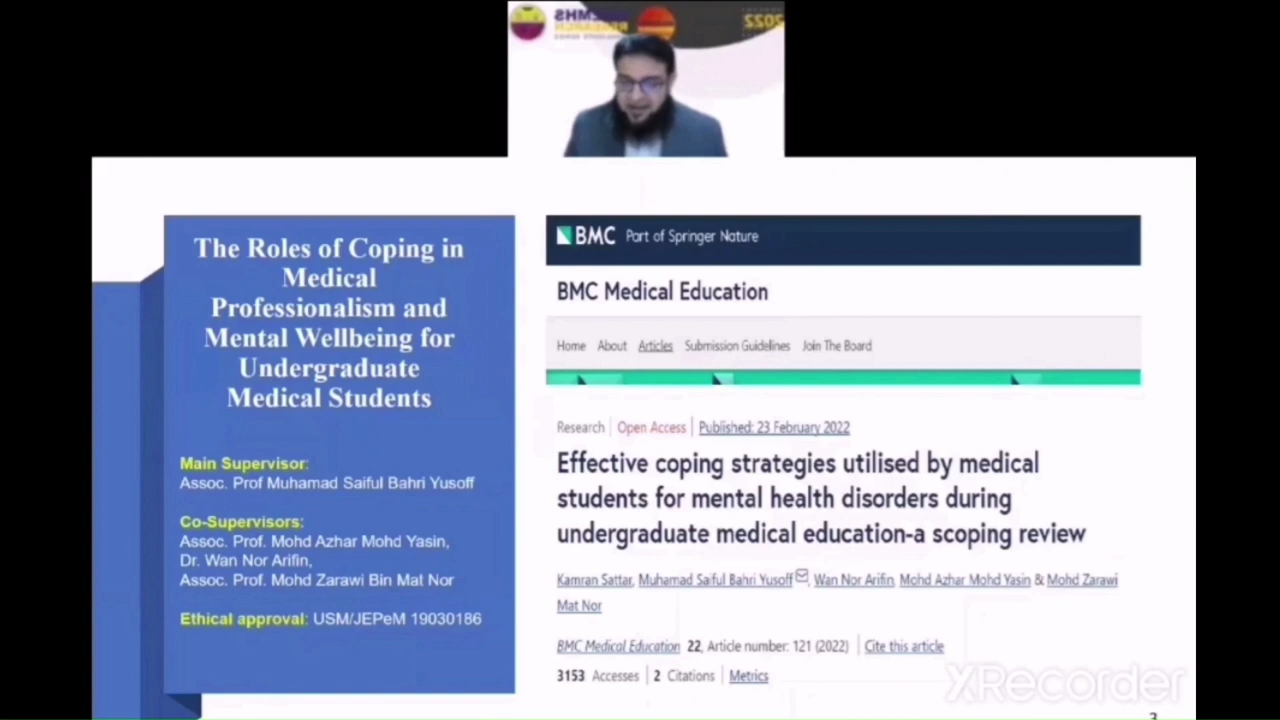 2022
The Roles of Coping in
Medical
Professionalism and
Mental Wellbeing for
Undergraduate
Medical Students
Main Supervisor:
Assoc. Prof Muhamad Saiful Bahri Yusoff
Co-Supervisors:
Assoc. Prof. Mohd Azhar Mohd Yasin,
Dr. Wan Nor Arifin,
Assoc. Prof. Mohd Zarawi Bin Mat Nor
Ethical approval: USM/JEPeM 19030186
BMC Part of Springer Nature
BMC Medical Education
Home About Articles Submission Guidelines Join The Board
Research | Open Access | Published: 23 February 2022
Effective coping strategies utilised by medical
students for mental health disorders during
undergraduate medical education-a scoping review
Kamran Sattar, Muhamad Saiful Bahri Yusoff, Wan Nor Arifin, Mohd Azhar Mohd Yasin & Mohd Zarawi
Mat Nor
BMC Medical Education 22, Article number: 121 (2022) | Cite this article
3153 Accesses | 2 Citations | Metrics
XRecorder
3